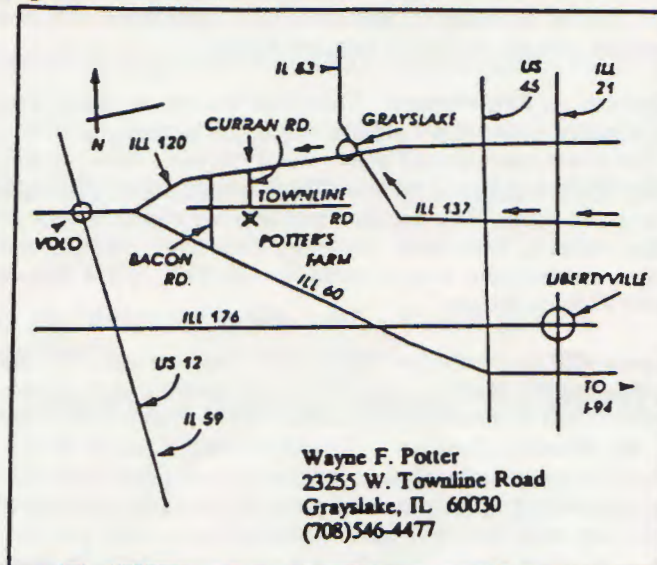 IL 83
US
45
ILL
21
CURRAN RD.
GRAYSLAKE
N
ILL 120
TOWNLINE
RD
ILL 137
VOLO
BACON
RD.
POTTER'S
FARM
ILL 60
LIBERTYVILLE
ILL 176
US 12
TO
I-94
IL 59
Wayne F. Potter
23255 W. Townline Road
Grayslake, IL 60030
(708)546-4477